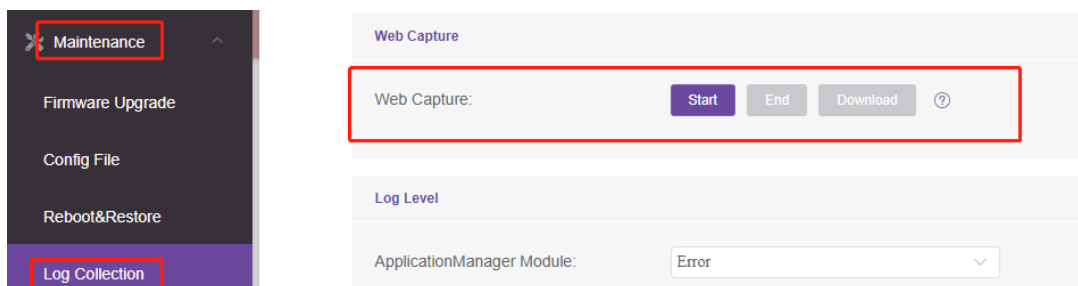 Maintenance
Firmware Upgrade
Config File
Reboot&Restore
Log Collection
Web Capture
Web Capture: Start End Download ?
Log Level
ApplicationManager Module: Error